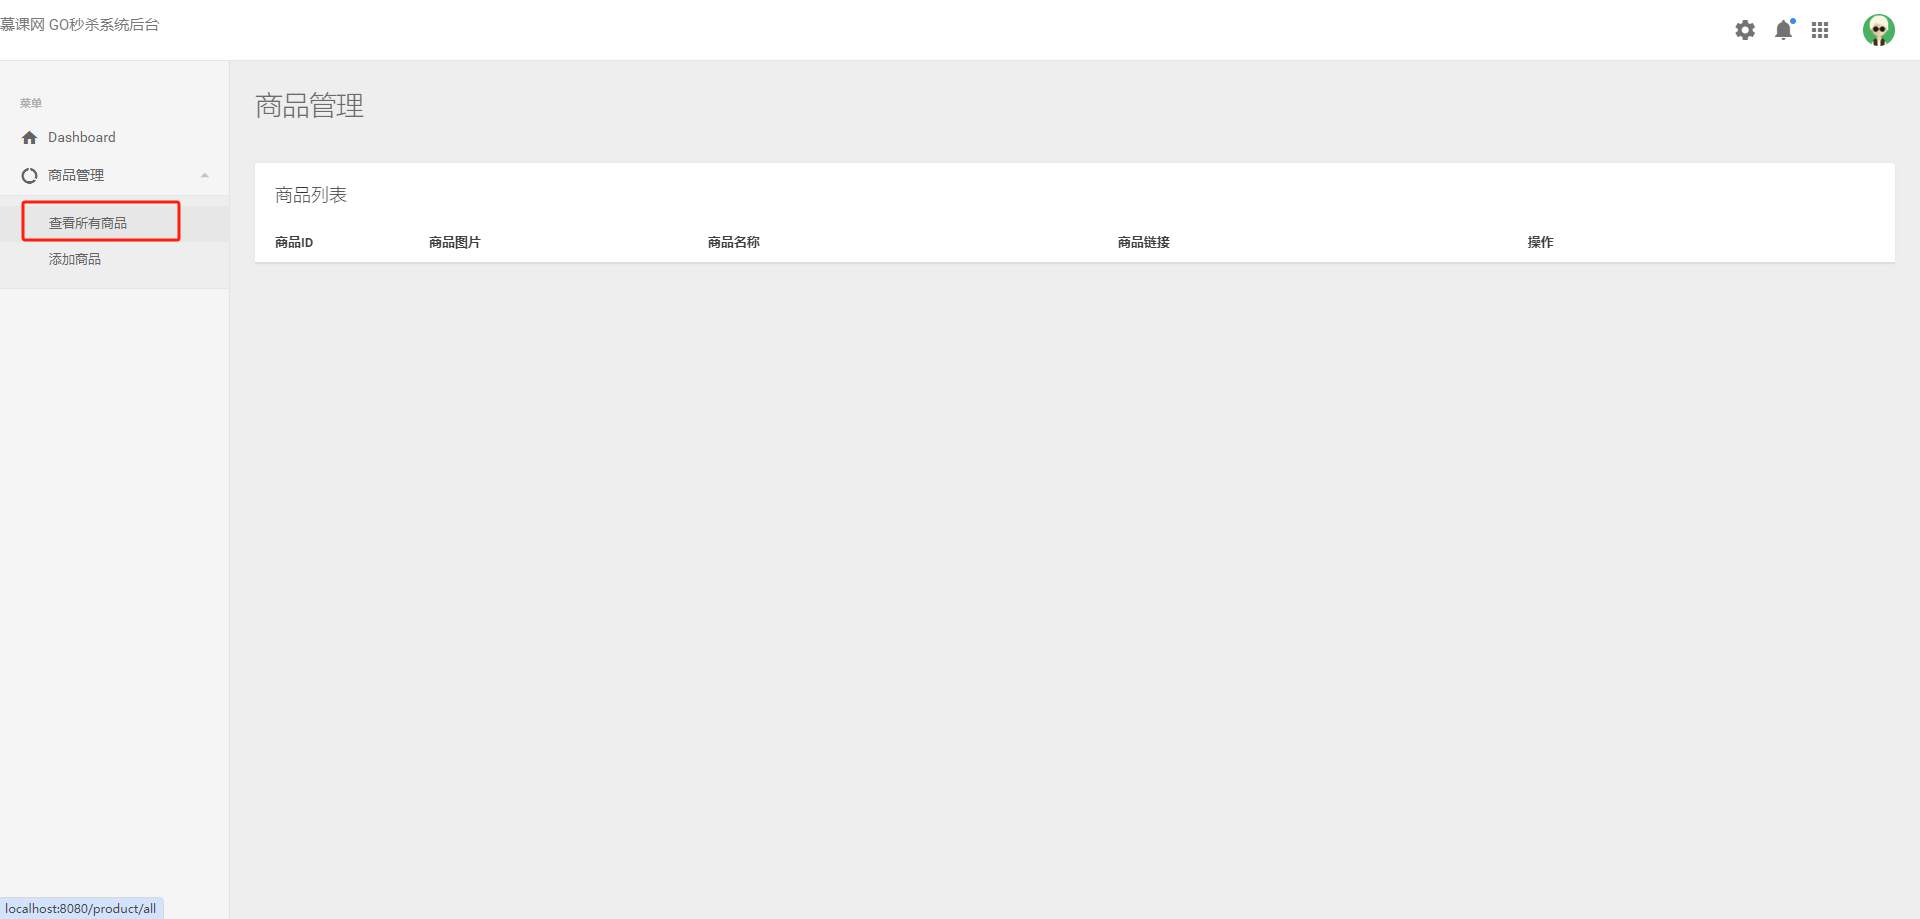 慕课网 GO秒杀系统后台
菜单
Dashboard
商品管理
查看所有商品
添加商品
商品管理
商品列表
商品ID 商品图片 商品名称 商品链接 操作
localhost:8080/product/all